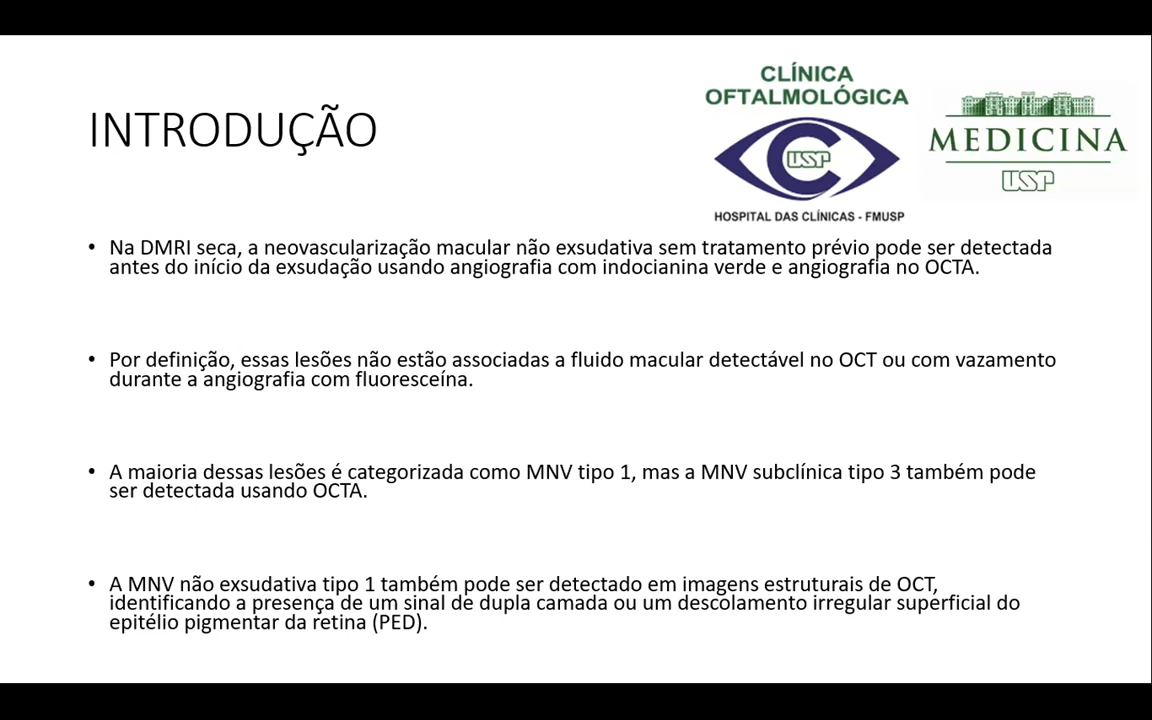 CLÍNICA
OFTALMOLÓGICA
USP
HOSPITAL DAS CLÍNICAS - FMUSP
MEDICINA
USP
INTRODUÇÃO
• Na DMRI seca, a neovascularização macular não exsudativa sem tratamento prévio pode ser detectada
antes do início da exsudação usando angiografia com indocianina verde e angiografia no OCTA.
• Por definição, essas lesões não estão associadas a fluido macular detectável no OCT ou com vazamento
durante a angiografia com fluoresceína.
• A maioria dessas lesões é categorizada como MNV tipo 1, mas a MNV subclínica tipo 3 também pode
ser detectada usando OCTA.
• A MNV não exsudativa tipo 1 também pode ser detectado em imagens estruturais de OCT,
identificando a presença de um sinal de dupla camada ou um descolamento irregular superficial do
epitélio pigmentar da retina (PED).